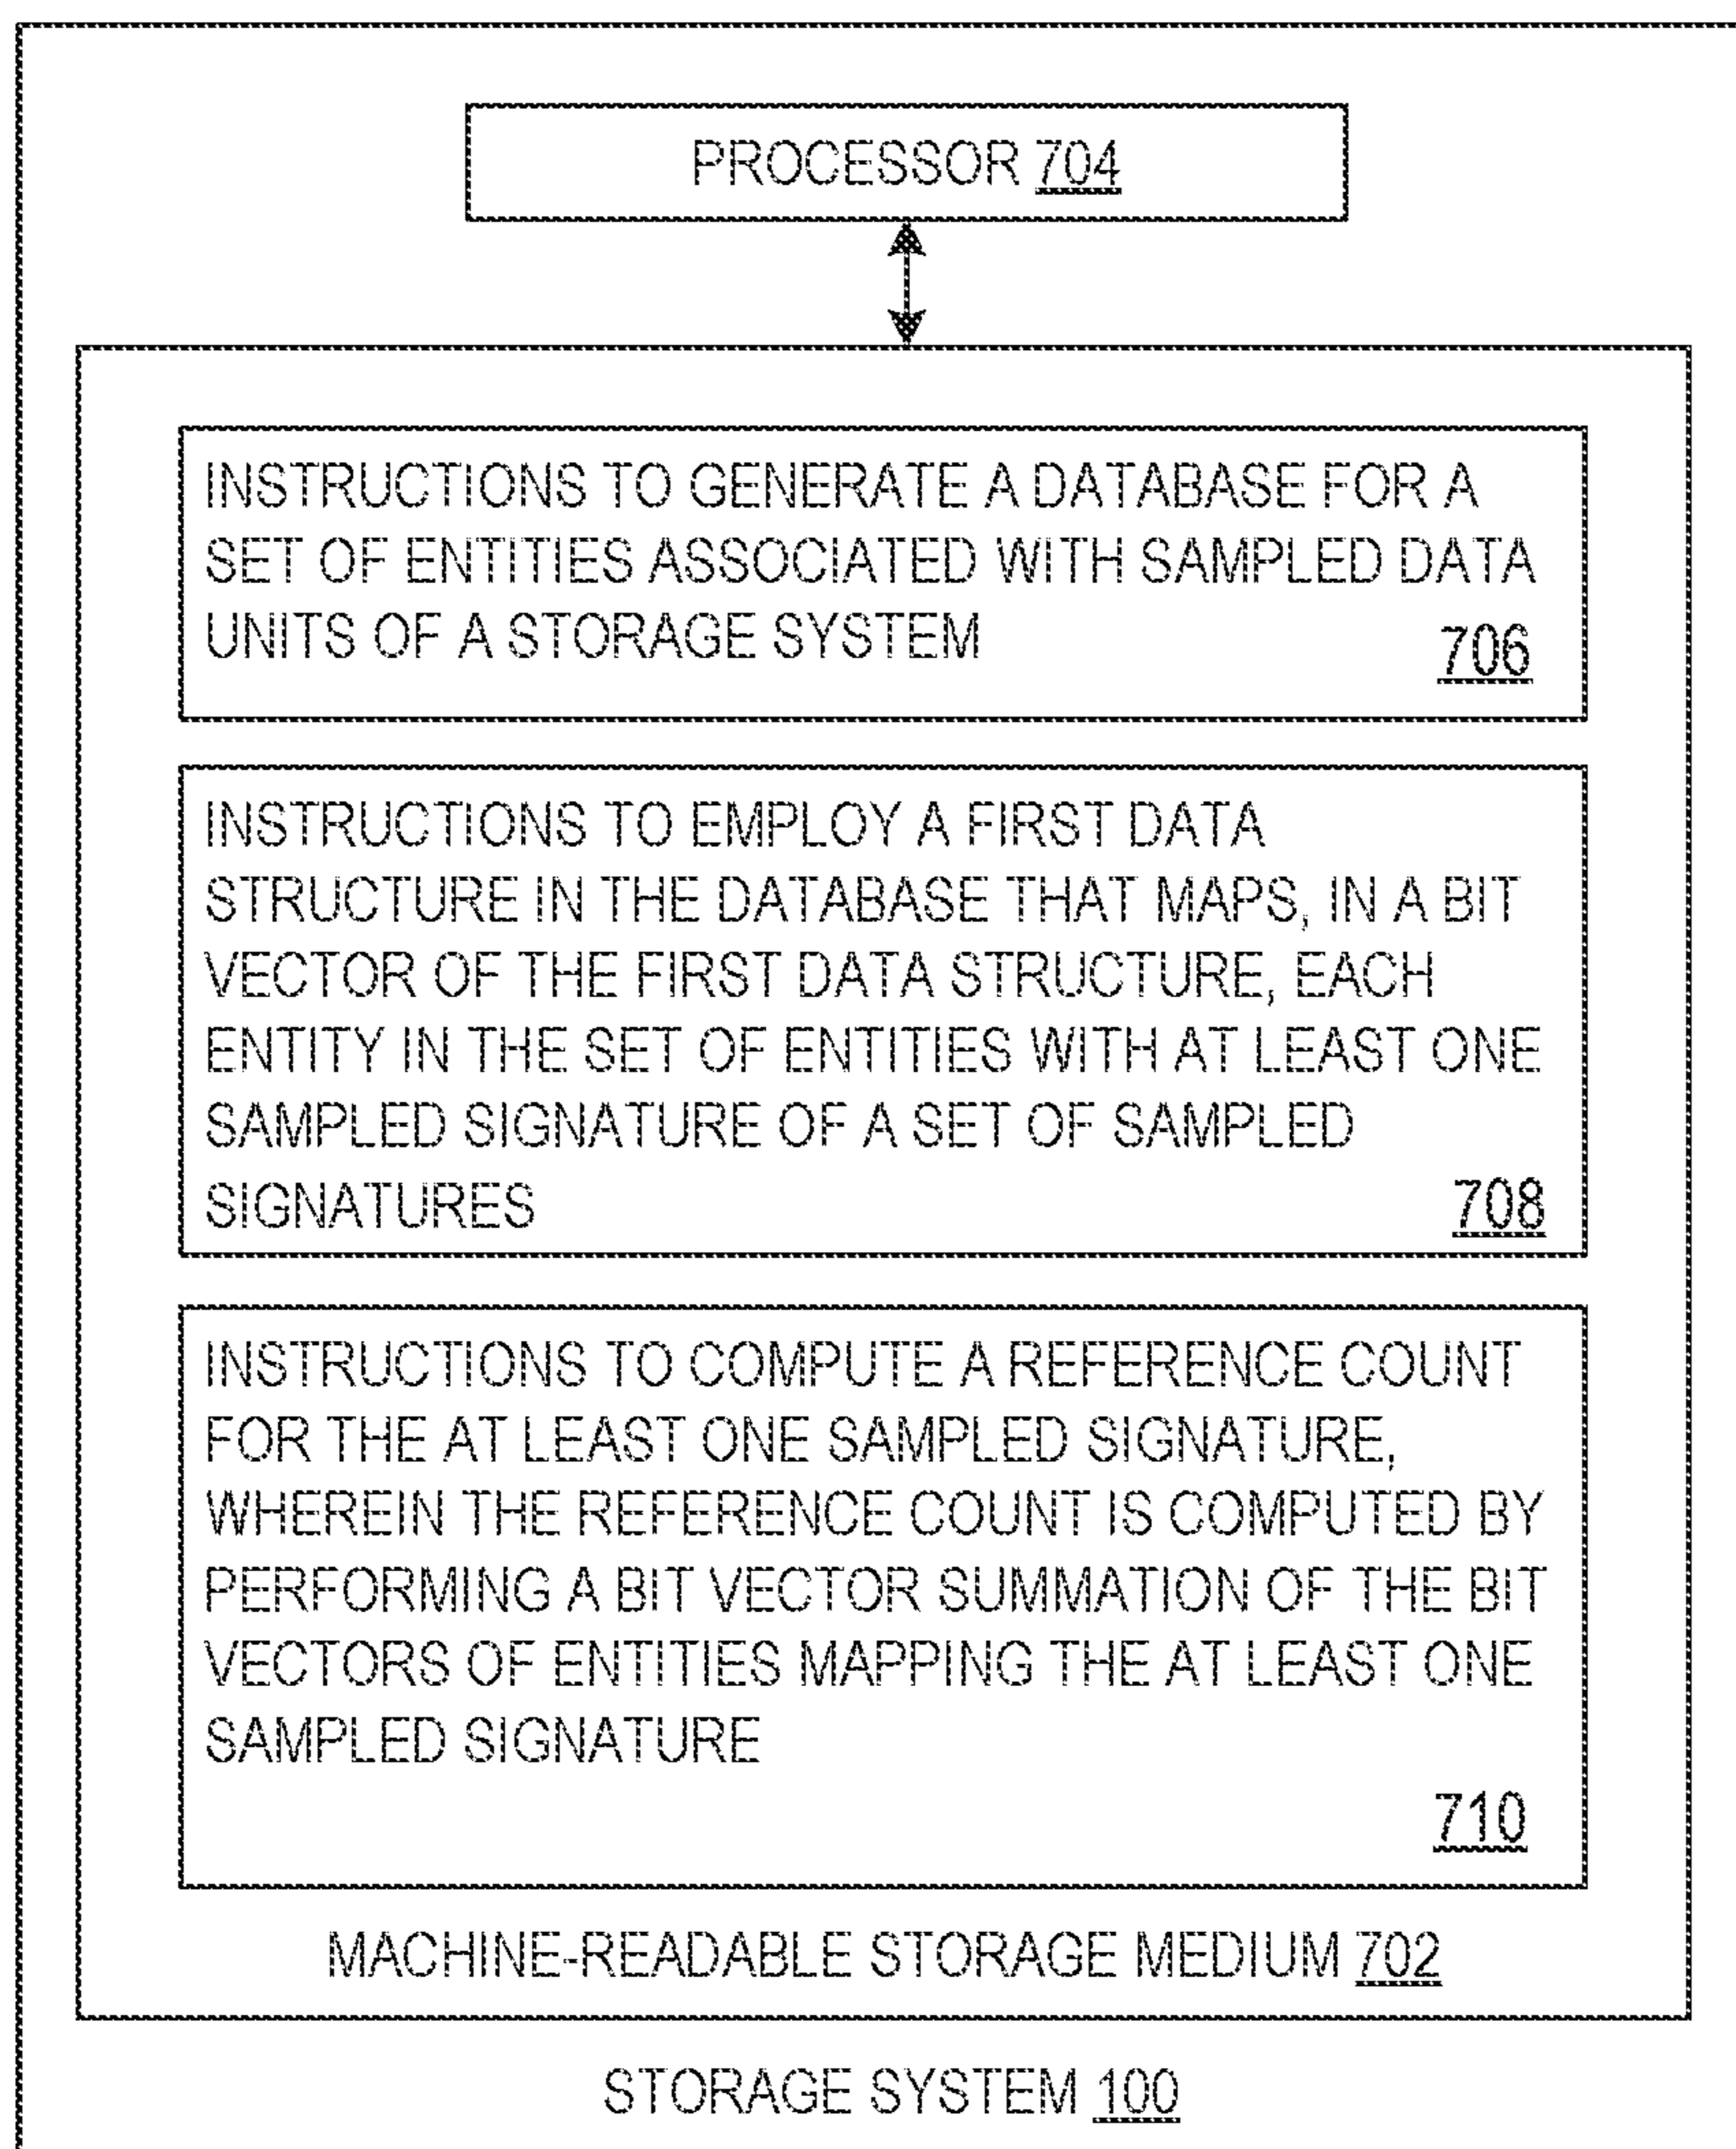 PROCESSOR 704
INSTRUCTIONS TO GENERATE A DATABASE FOR A
SET OF ENTITIES ASSOCIATED WITH SAMPLED DATA
UNITS OF A STORAGE SYSTEM 706
INSTRUCTIONS TO EMPLOY A FIRST DATA
STRUCTURE IN THE DATABASE THAT MAPS, IN A BIT
VECTOR OF THE FIRST DATA STRUCTURE, EACH
ENTITY IN THE SET OF ENTITIES WITH AT LEAST ONE
SAMPLED SIGNATURE OF A SET OF SAMPLED
SIGNATURES 708
INSTRUCTIONS TO COMPUTE A REFERENCE COUNT
FOR THE AT LEAST ONE SAMPLED SIGNATURE,
WHEREIN THE REFERENCE COUNT IS COMPUTED BY
PERFORMING A BIT VECTOR SUMMATION OF THE BIT
VECTORS OF ENTITIES MAPPING THE AT LEAST ONE
SAMPLED SIGNATURE
710
MACHINE-READABLE STORAGE MEDIUM 702
STORAGE SYSTEM 100